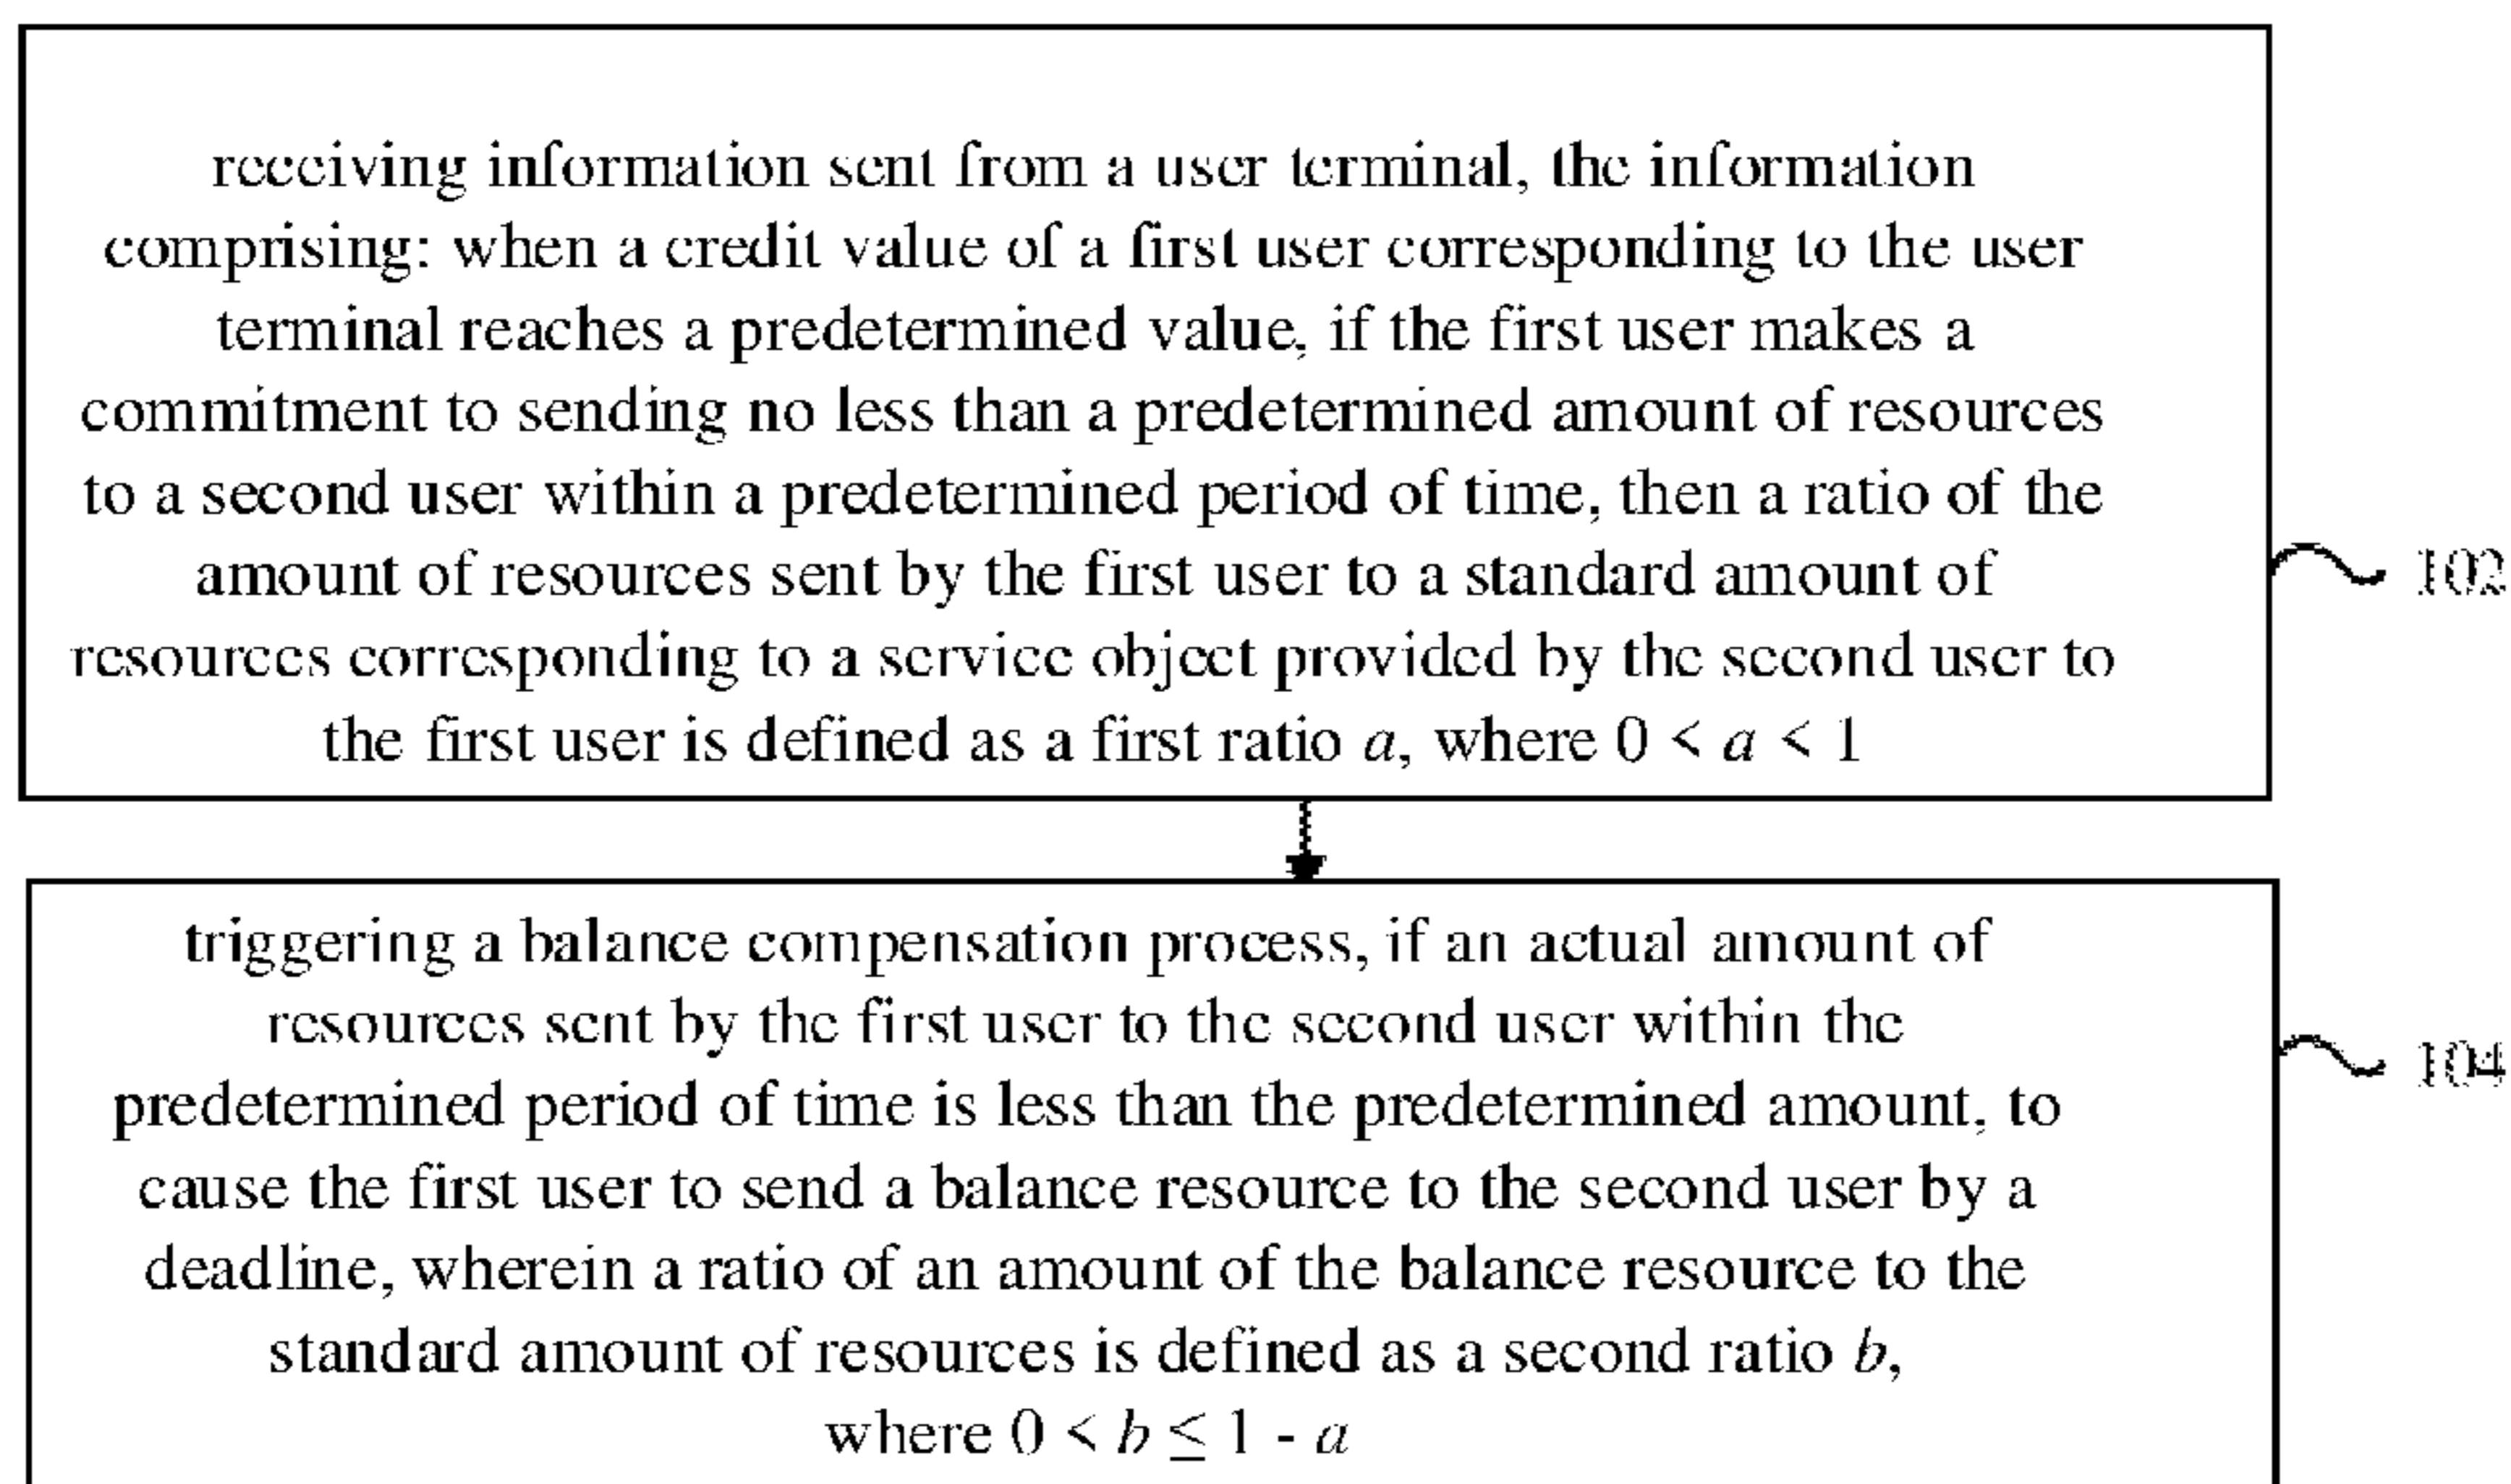 receiving information sent from a user terminal, the information
comprising: when a credit value of a first user corresponding to the user
terminal reaches a predetermined value, if the first user makes a
commitment to sending no less than a predetermined amount of resources
to a second user within a predetermined period of time, then a ratio of the
amount of resources sent by the first user to a standard amount of
resources corresponding to a service object provided by the second user to
the first user is defined as a first ratio a, where 0 < a < 1
102
triggering a balance compensation process, if an actual amount of
resources sent by the first user to the second user within the
predetermined period of time is less than the predetermined amount, to
cause the first user to send a balance resource to the second user by a
deadline, wherein a ratio of an amount of the balance resource to the
standard amount of resources is defined as a second ratio b,
where 0 < b ≤ 1 - a
104